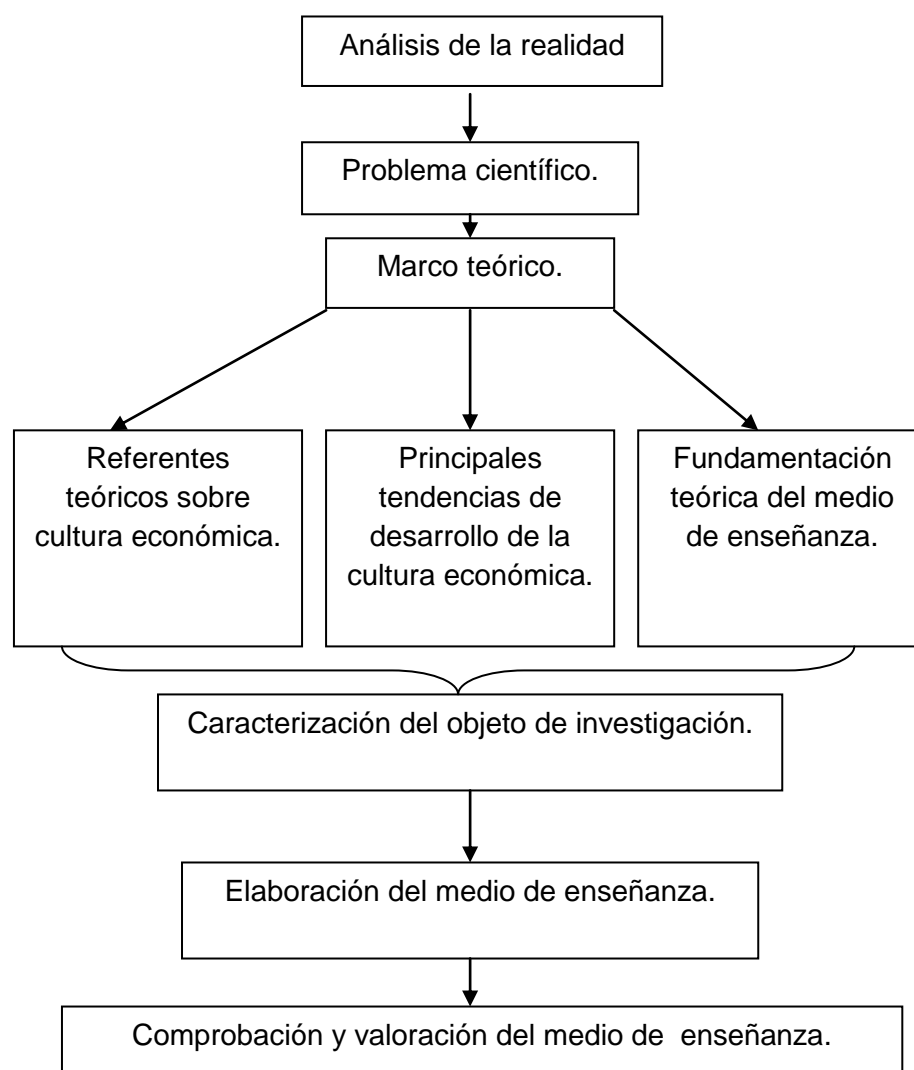 Análisis de la realidad
Problema científico.
Marco teórico.
Referentes
teóricos sobre
cultura económica.
Principales
tendencias de
desarrollo de la
cultura económica.
Fundamentación
teórica del medio
de enseñanza.
Caracterización del objeto de investigación.
Elaboración del medio de enseñanza.
Comprobación y valoración del medio de  enseñanza.